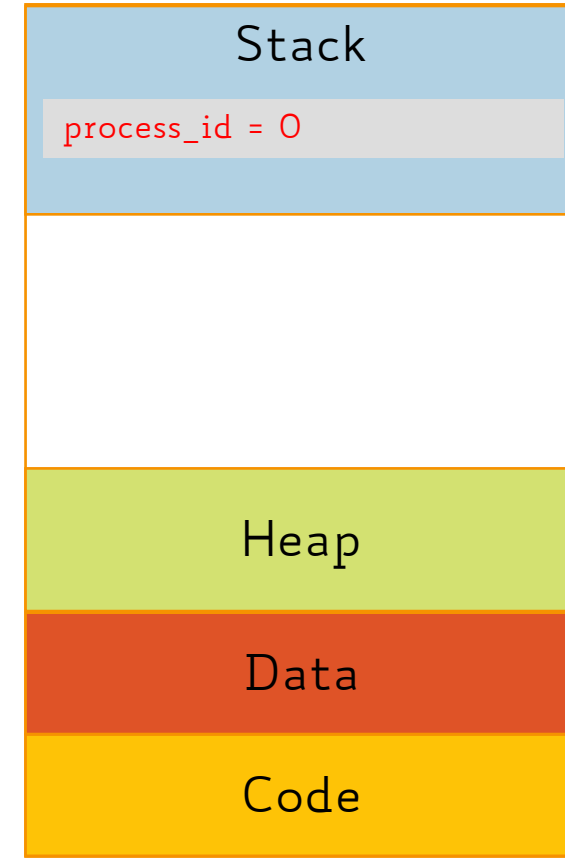 Stack
process_id = 0
Heap
Data
Code